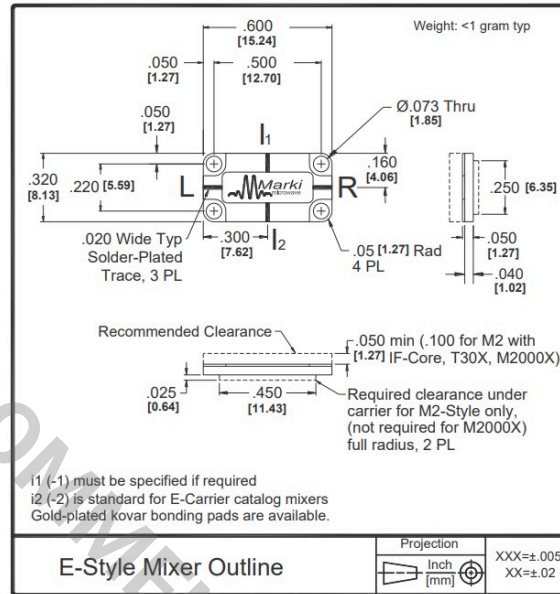 Weight: <1 gram typ
.600
[15.24]
.050
[1.27]
.500
[12.70]
.050
[1.27]
I1
Ø.073 Thru
[1.85]
.320
[8.13]
.220 [5.59]
L
Marki
microwave
R
.160
[4.06]
.250 [6.35]
.020 Wide Typ
Solder-Plated
Trace, 3 PL
.300
[7.62]
I2
.05 [1.27] Rad
4 PL
.050
[1.27]
.040
[1.02]
Recommended Clearance
.050 min (.100 for M2 with
[1.27] IF-Core, T30X, M2000X)
.025
[0.64]
.450
[11.43]
Required clearance under
carrier for M2-Style only,
(not required for M2000X)
full radius, 2 PL
i1 (-1) must be specified if required
i2 (-2) is standard for E-Carrier catalog mixers
Gold-plated kovar bonding pads are available.
OMME
E-Style Mixer Outline
Projection
Inch
[mm]
XXX=±.005
XX=±.02